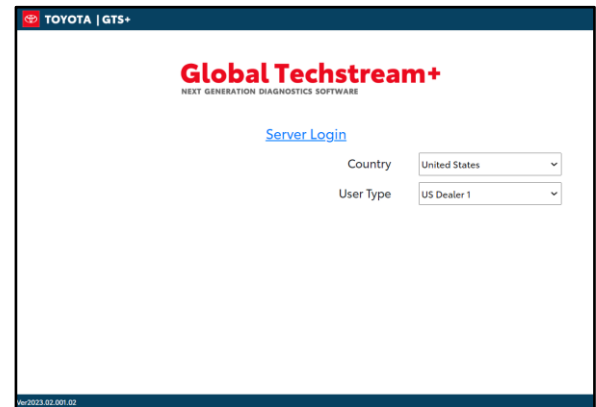 TOYOTA | GTS+
Global Techstream+
NEXT GENERATION DIAGNOSTICS SOFTWARE
Server Login
Country United States
User Type US Dealer 1
Ver2023.02.001.02